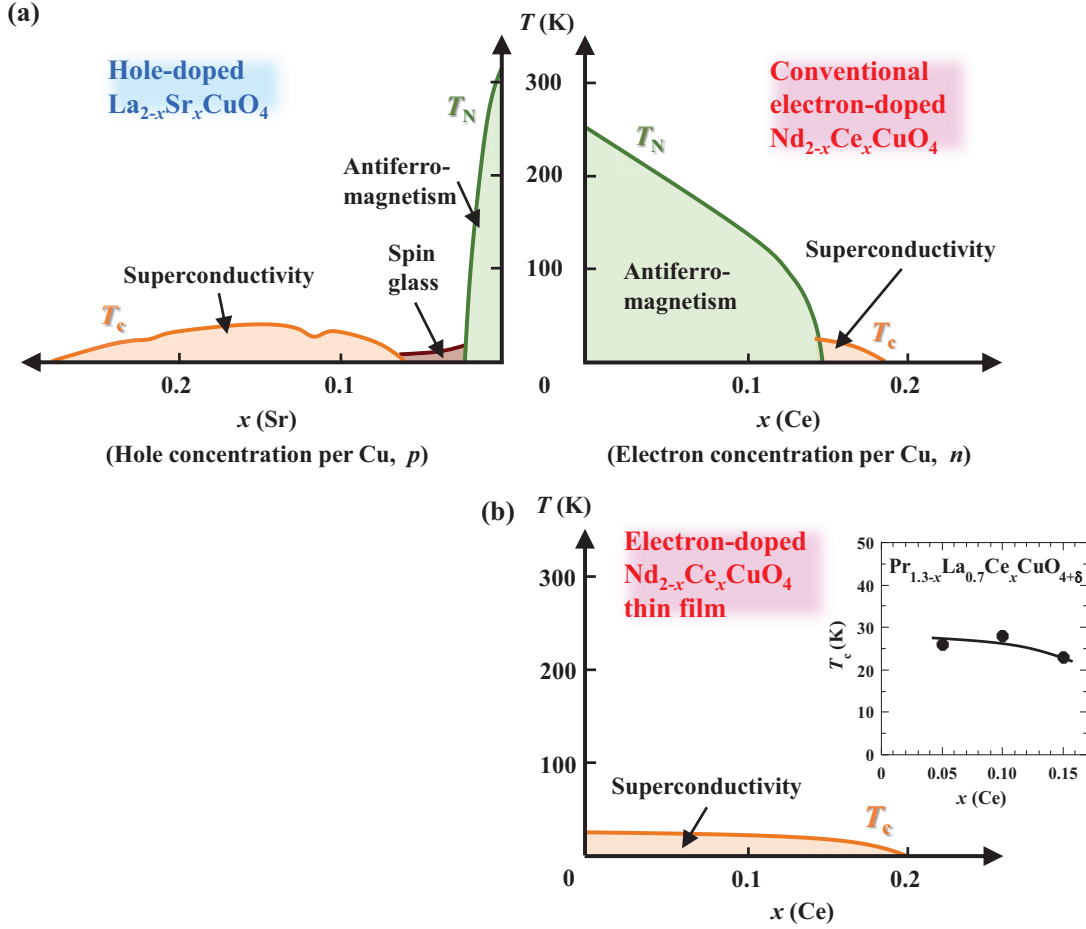 (a)
T (K)
Hole-doped
La2-xSrxCuO4
300
200
100
TN
Antiferro-
magnetism
Spin
glass
Superconductivity
Tc
0.2
0.1
0
x (Sr)
(Hole concentration per Cu, p)
Conventional
electron-doped
Nd2-xCexCuO4
TN
Antiferro-
magnetism
Superconductivity
Tc
0.1
0.2
x (Ce)
(Electron concentration per Cu, n)
(b)
T (K)
Electron-doped
Nd2-xCexCuO4
thin film
300
200
100
Superconductivity
Tc
0
0.1
0.2
x (Ce)
Pr1.3-xLa0.7CexCuO4+δ
Tc (K)
50
40
30
20
10
0
0
0.05
0.10
0.15
x (Ce)